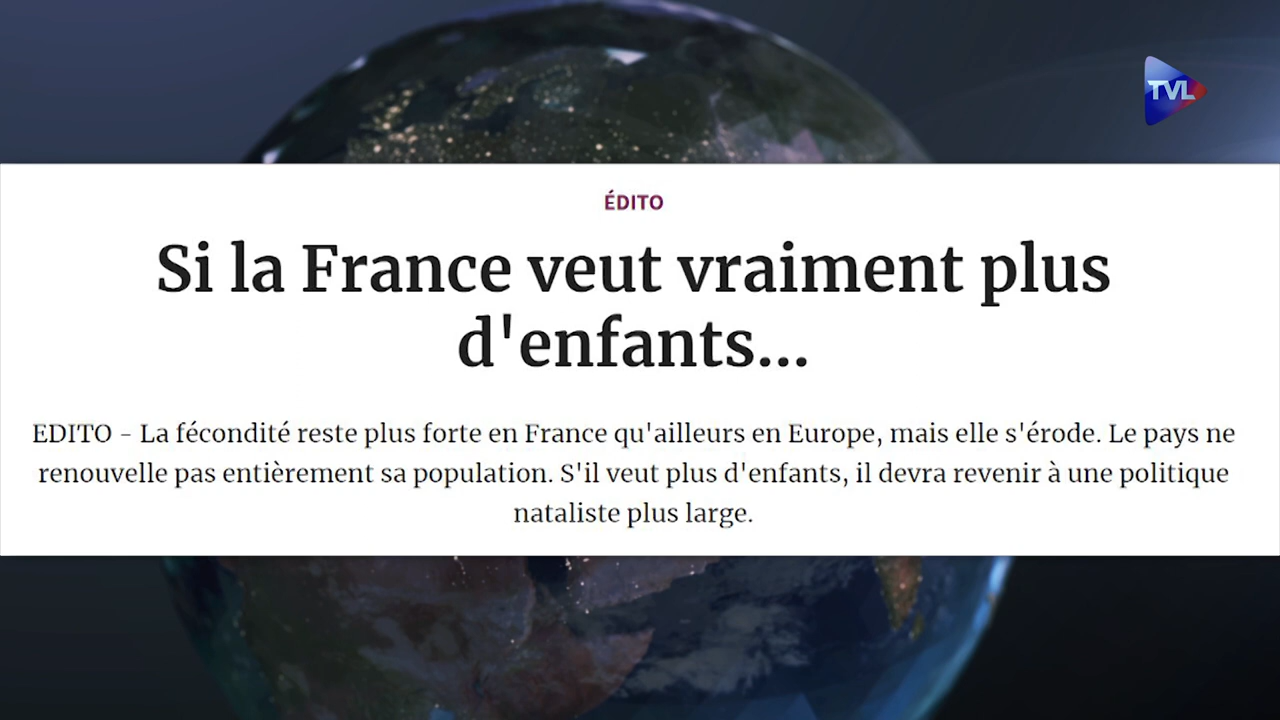 TVL
ÉDITO
Si la France veut vraiment plus
d'enfants...
EDITO - La fécondité reste plus forte en France qu'ailleurs en Europe, mais elle s'érode. Le pays ne
renouvelle pas entièrement sa population. S'il veut plus d'enfants, il devra revenir à une politique
nataliste plus large.